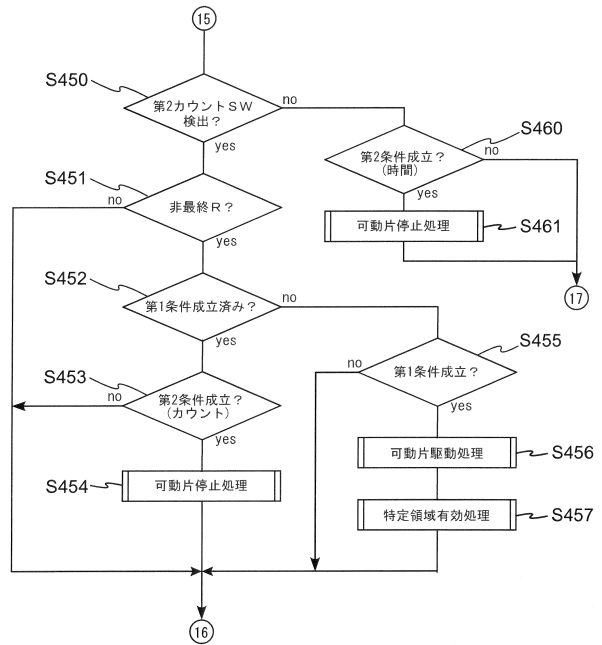 15
S450
第2カウントSW
検出？
no
yes
S460
第2条件成立？
(時間)
no
yes
S451
非最終R？
no
yes
可動片停止処理
S461
17
S452
第1条件成立済み？
no
yes
S455
第1条件成立？
no
yes
S453
第2条件成立？
(カウント)
no
yes
S454
可動片停止処理
可動片駆動処理
S456
特定領域有効処理
S457
16